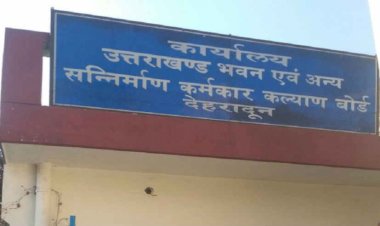 कार्यालय
उत्तराखण्ड भवन एवं अन्य
सन्निर्माण कर्मकार कल्याण बोर्ड
देहरादून